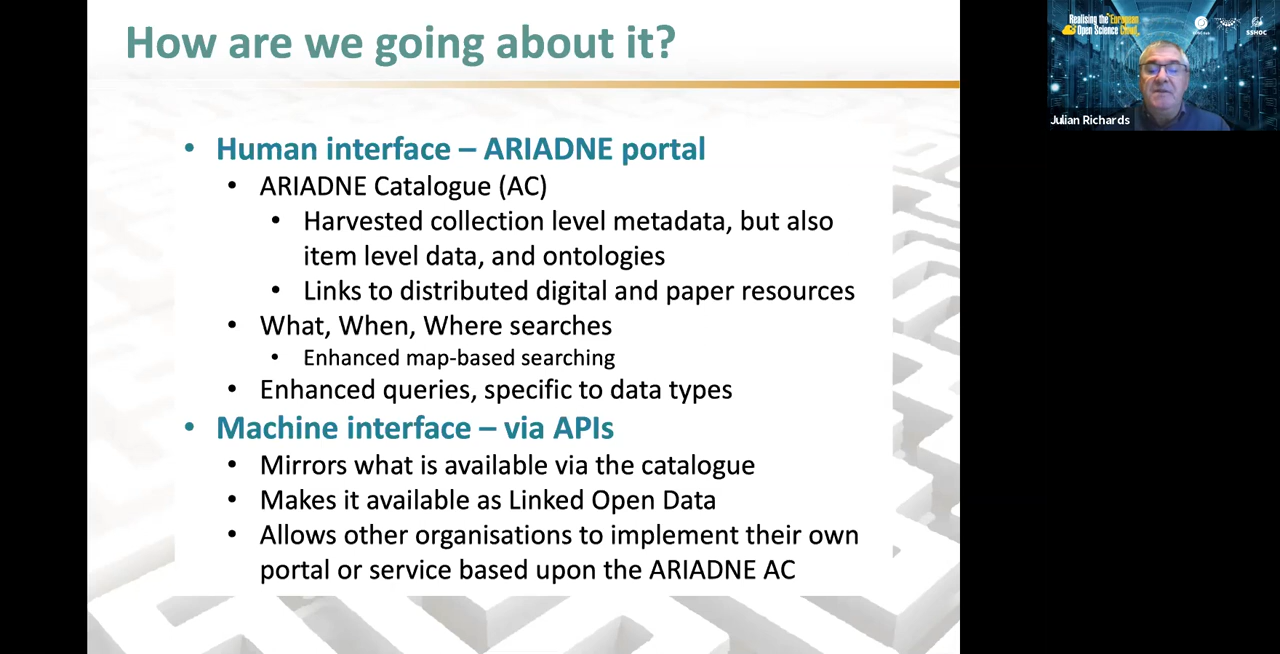 How are we going about it?
• Human interface – ARIADNE portal
• ARIADNE Catalogue (AC)
• Harvested collection level metadata, but also
item level data, and ontologies
• Links to distributed digital and paper resources
• What, When, Where searches
• Enhanced map-based searching
• Enhanced queries, specific to data types
• Machine interface – via APIs
• Mirrors what is available via the catalogue
• Makes it available as Linked Open Data
• Allows other organisations to implement their own
portal or service based upon the ARIADNE AC
Realising the European
Open Science Cloud
SSHOC
Julian Richards